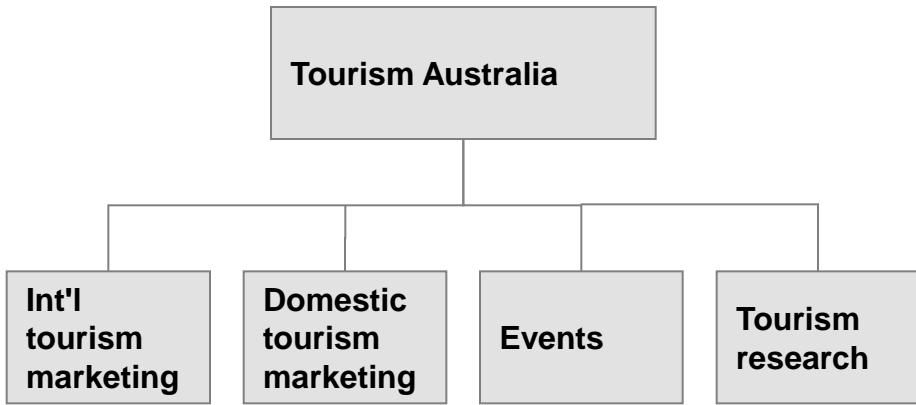 Tourism Australia
Int'l
tourism
marketing
Domestic
tourism
marketing
Events
Tourism
research